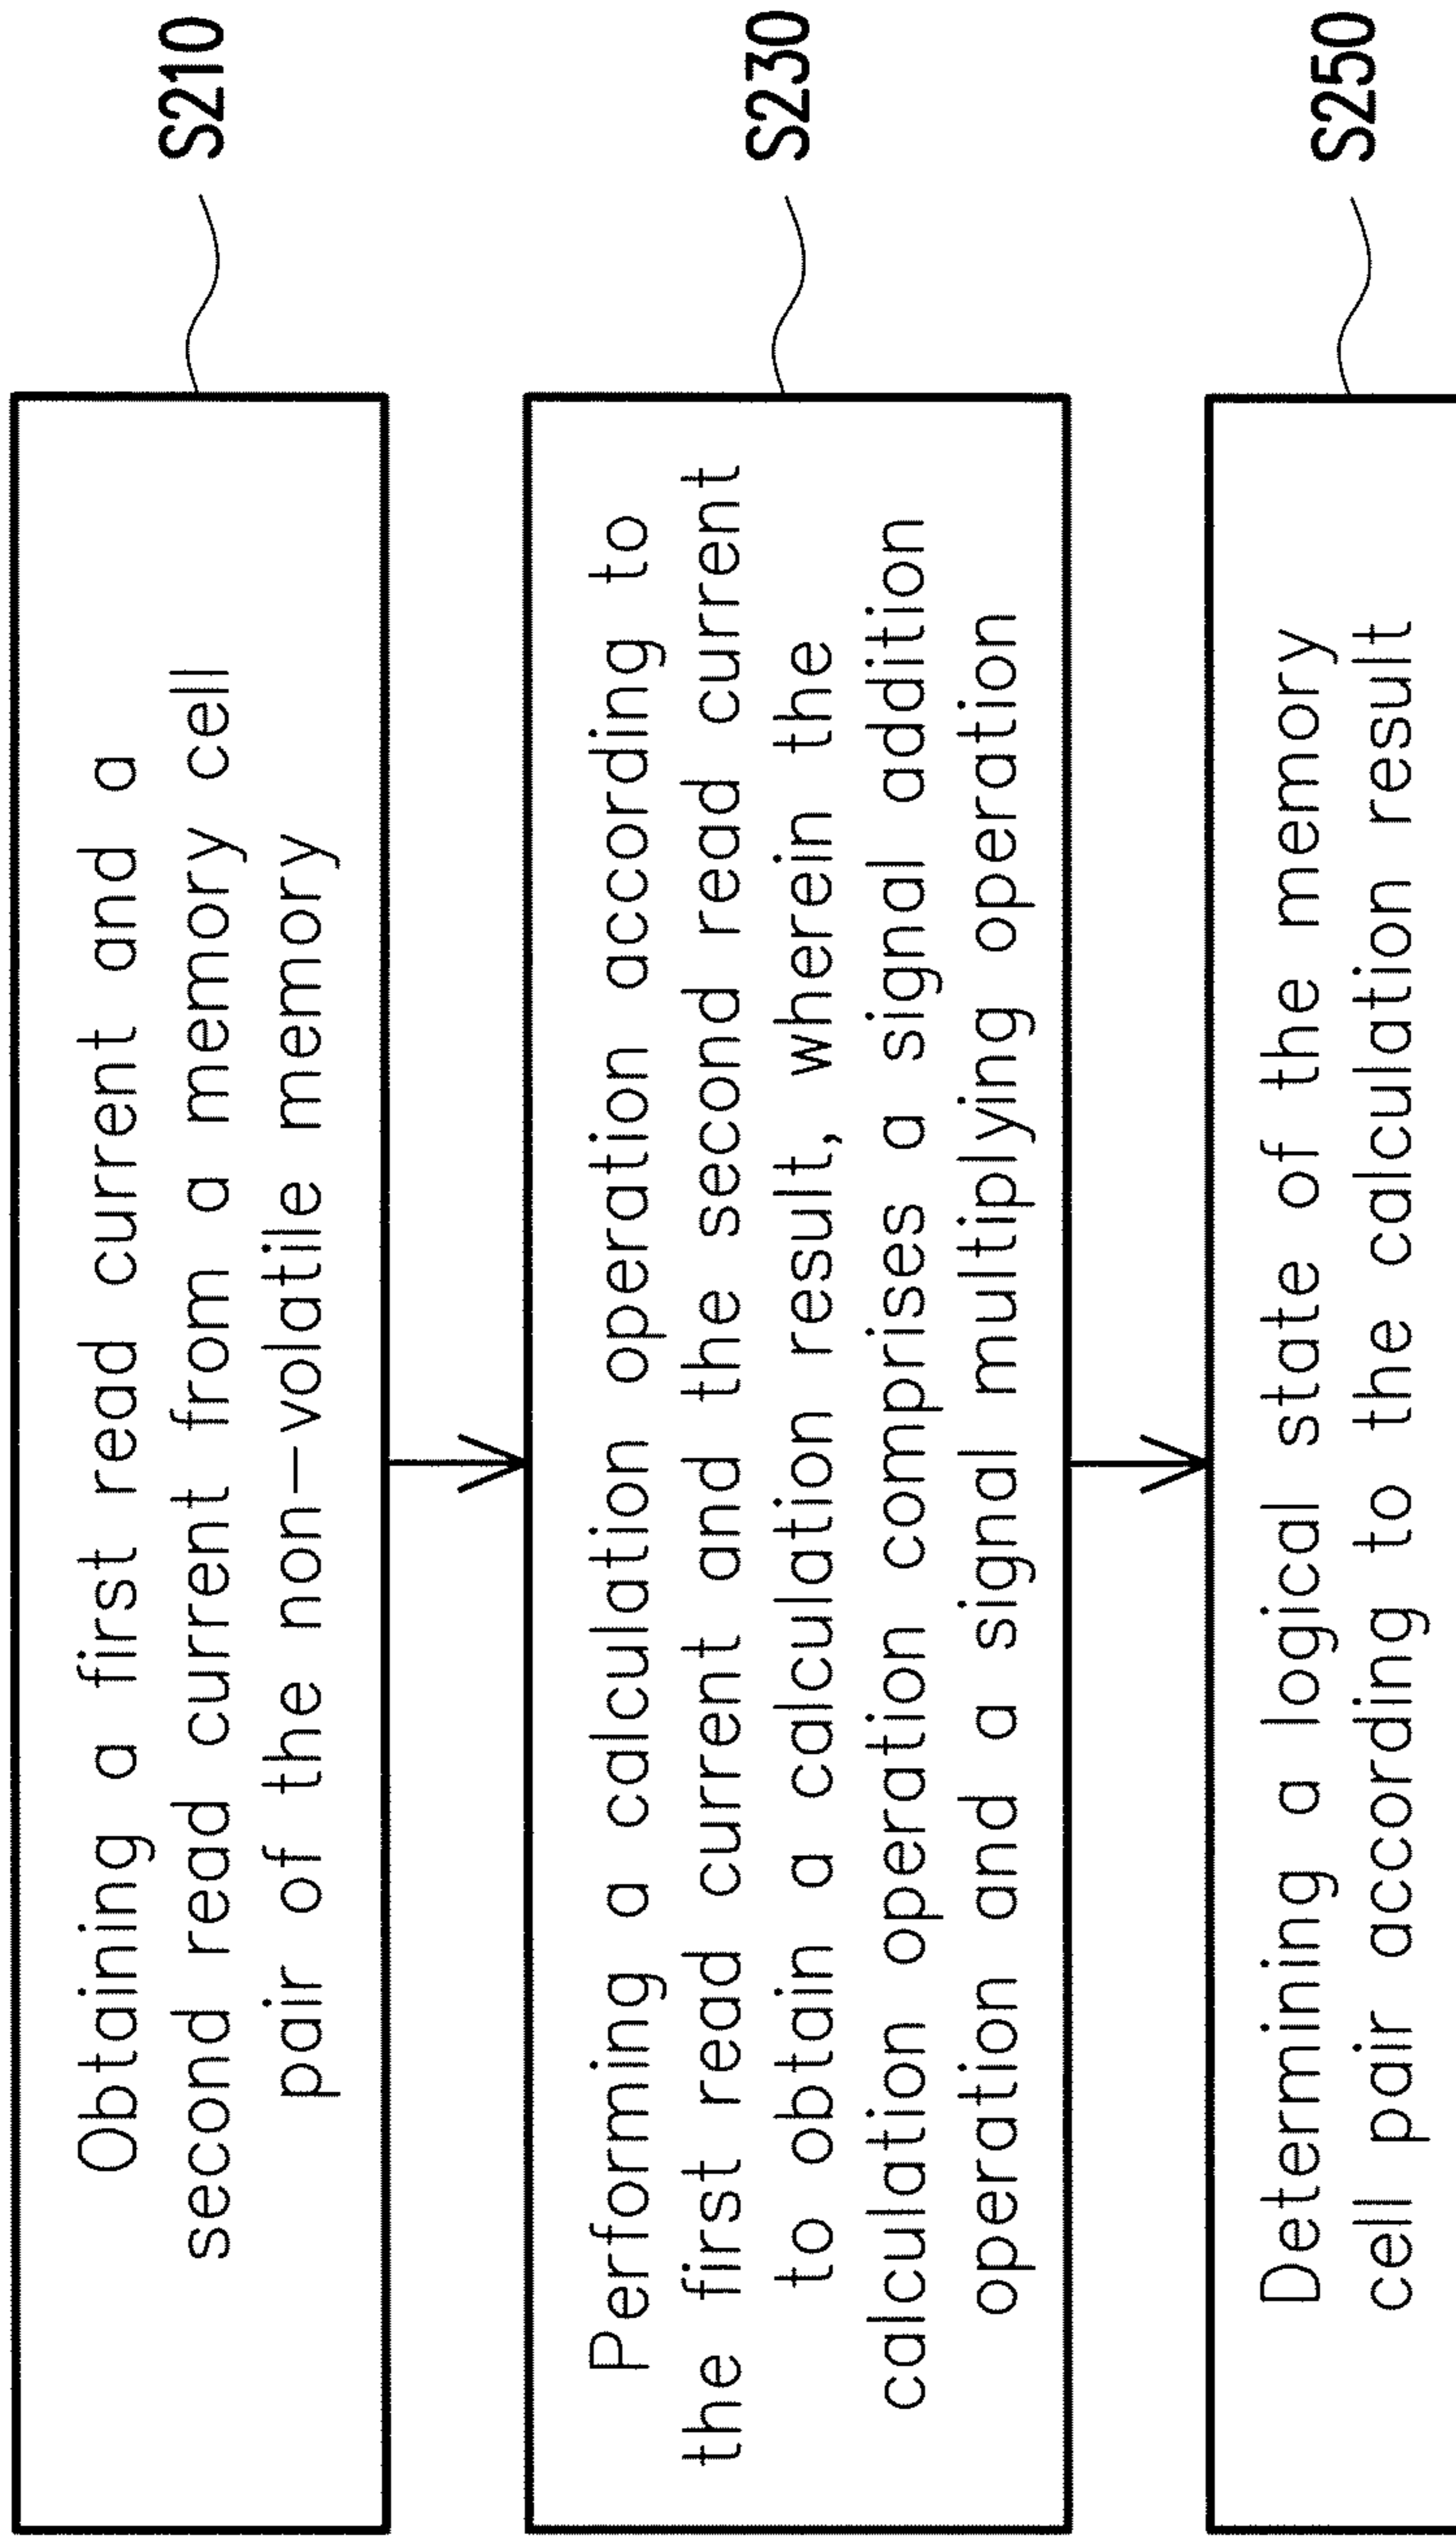 Obtaining a first read current and a
second read current from a memory cell
pair of the non-volatile memory
S210
Performing a calculation operation according to
the first read current and the second read current
to obtain a calculation result, wherein the
calculation operation comprises a signal addition
operation and a signal multiplying operation
S230
Determining a logical state of the memory
cell pair according to the calculation result
S250